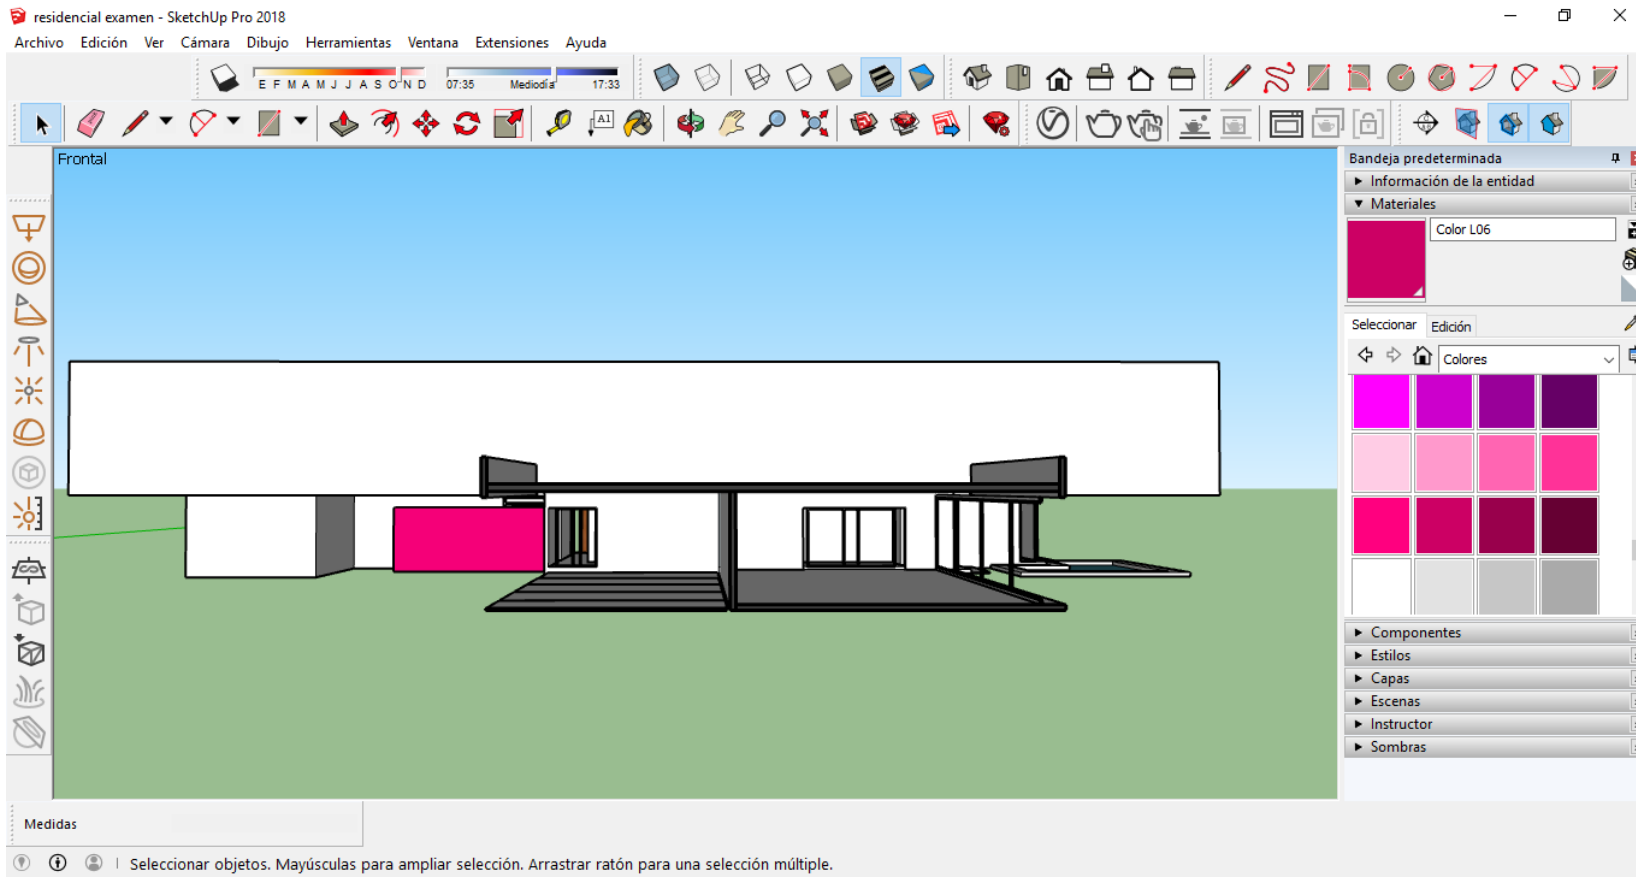 residencial examen - SketchUp Pro 2018
Archivo Edición Ver Cámara Dibujo Herramientas Ventana Extensiones Ayuda
E F M A M J J A S O N D 07:35 Mediodía 17:33
A1
Frontal
Bandeja predeterminada
Información de la entidad
Materiales
Color L06
Seleccionar Edición
Colores
Componentes
Estilos
Capas
Escenas
Instructor
Sombras
Medidas
Seleccionar objetos. Mayúsculas para ampliar selección. Arrastrar ratón para una selección múltiple.